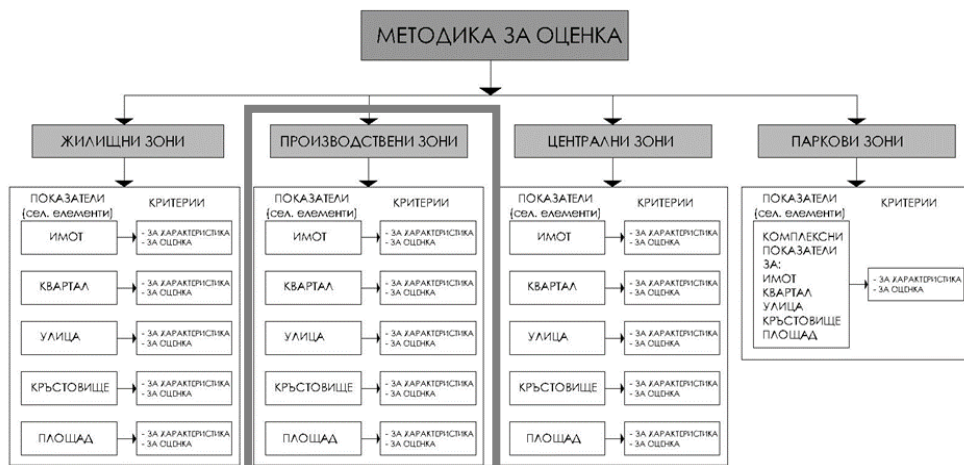 МЕТОДИКА ЗА ОЦЕНКА
ЖИЛИЩНИ ЗОНИ
ПОКАЗАТЕЛИ
(сел. елементи)
КРИТЕРИИ
ИМОТ
- ЗА ХАРАКТЕРИСТИКА
- ЗА ОЦЕНКА
КВАРТАЛ
- ЗА ХАРАКТЕРИСТИКА
- ЗА ОЦЕНКА
УЛИЦА
- ЗА ХАРАКТЕРИСТИКА
- ЗА ОЦЕНКА
КРЪСТОВИЩЕ
- ЗА ХАРАКТЕРИСТИКА
- ЗА ОЦЕНКА
ПЛОЩАД
- ЗА ХАРАКТЕРИСТИКА
- ЗА ОЦЕНКА
ПРОИЗВОДСТВЕНИ ЗОНИ
ПОКАЗАТЕЛИ
(сел. елементи)
КРИТЕРИИ
ИМОТ
- ЗА ХАРАКТЕРИСТИКА
- ЗА ОЦЕНКА
КВАРТАЛ
- ЗА ХАРАКТЕРИСТИКА
- ЗА ОЦЕНКА
УЛИЦА
- ЗА ХАРАКТЕРИСТИКА
- ЗА ОЦЕНКА
КРЪСТОВИЩЕ
- ЗА ХАРАКТЕРИСТИКА
- ЗА ОЦЕНКА
ПЛОЩАД
- ЗА ХАРАКТЕРИСТИКА
- ЗА ОЦЕНКА
ЦЕНТРАЛНИ ЗОНИ
ПОКАЗАТЕЛИ
(сел. елементи)
КРИТЕРИИ
ИМОТ
- ЗА ХАРАКТЕРИСТИКА
- ЗА ОЦЕНКА
КВАРТАЛ
- ЗА ХАРАКТЕРИСТИКА
- ЗА ОЦЕНКА
УЛИЦА
- ЗА ХАРАКТЕРИСТИКА
- ЗА ОЦЕНКА
КРЪСТОВИЩЕ
- ЗА ХАРАКТЕРИСТИКА
- ЗА ОЦЕНКА
ПЛОЩАД
- ЗА ХАРАКТЕРИСТИКА
- ЗА ОЦЕНКА
ПАРКОВИ ЗОНИ
ПОКАЗАТЕЛИ
(сел. елементи)
КРИТЕРИИ
КОМПЛЕКСНИ
ПОКАЗАТЕЛИ
ЗА:
ИМОТ
КВАРТАЛ
УЛИЦА
КРЪСТОВИЩЕ
ПЛОЩАД
- ЗА ХАРАКТЕРИСТИКА
- ЗА ОЦЕНКА